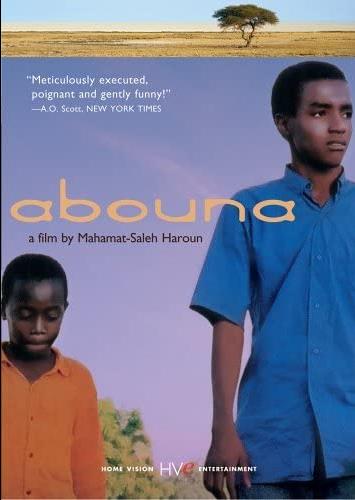 “Meticulously executed,
poignant and gently funny!”
—A.O. Scott, NEW YORK TIMES
abouna
a film by Mahamat-Saleh Haroun
HOME VISION HVe ENTERTAINMENT